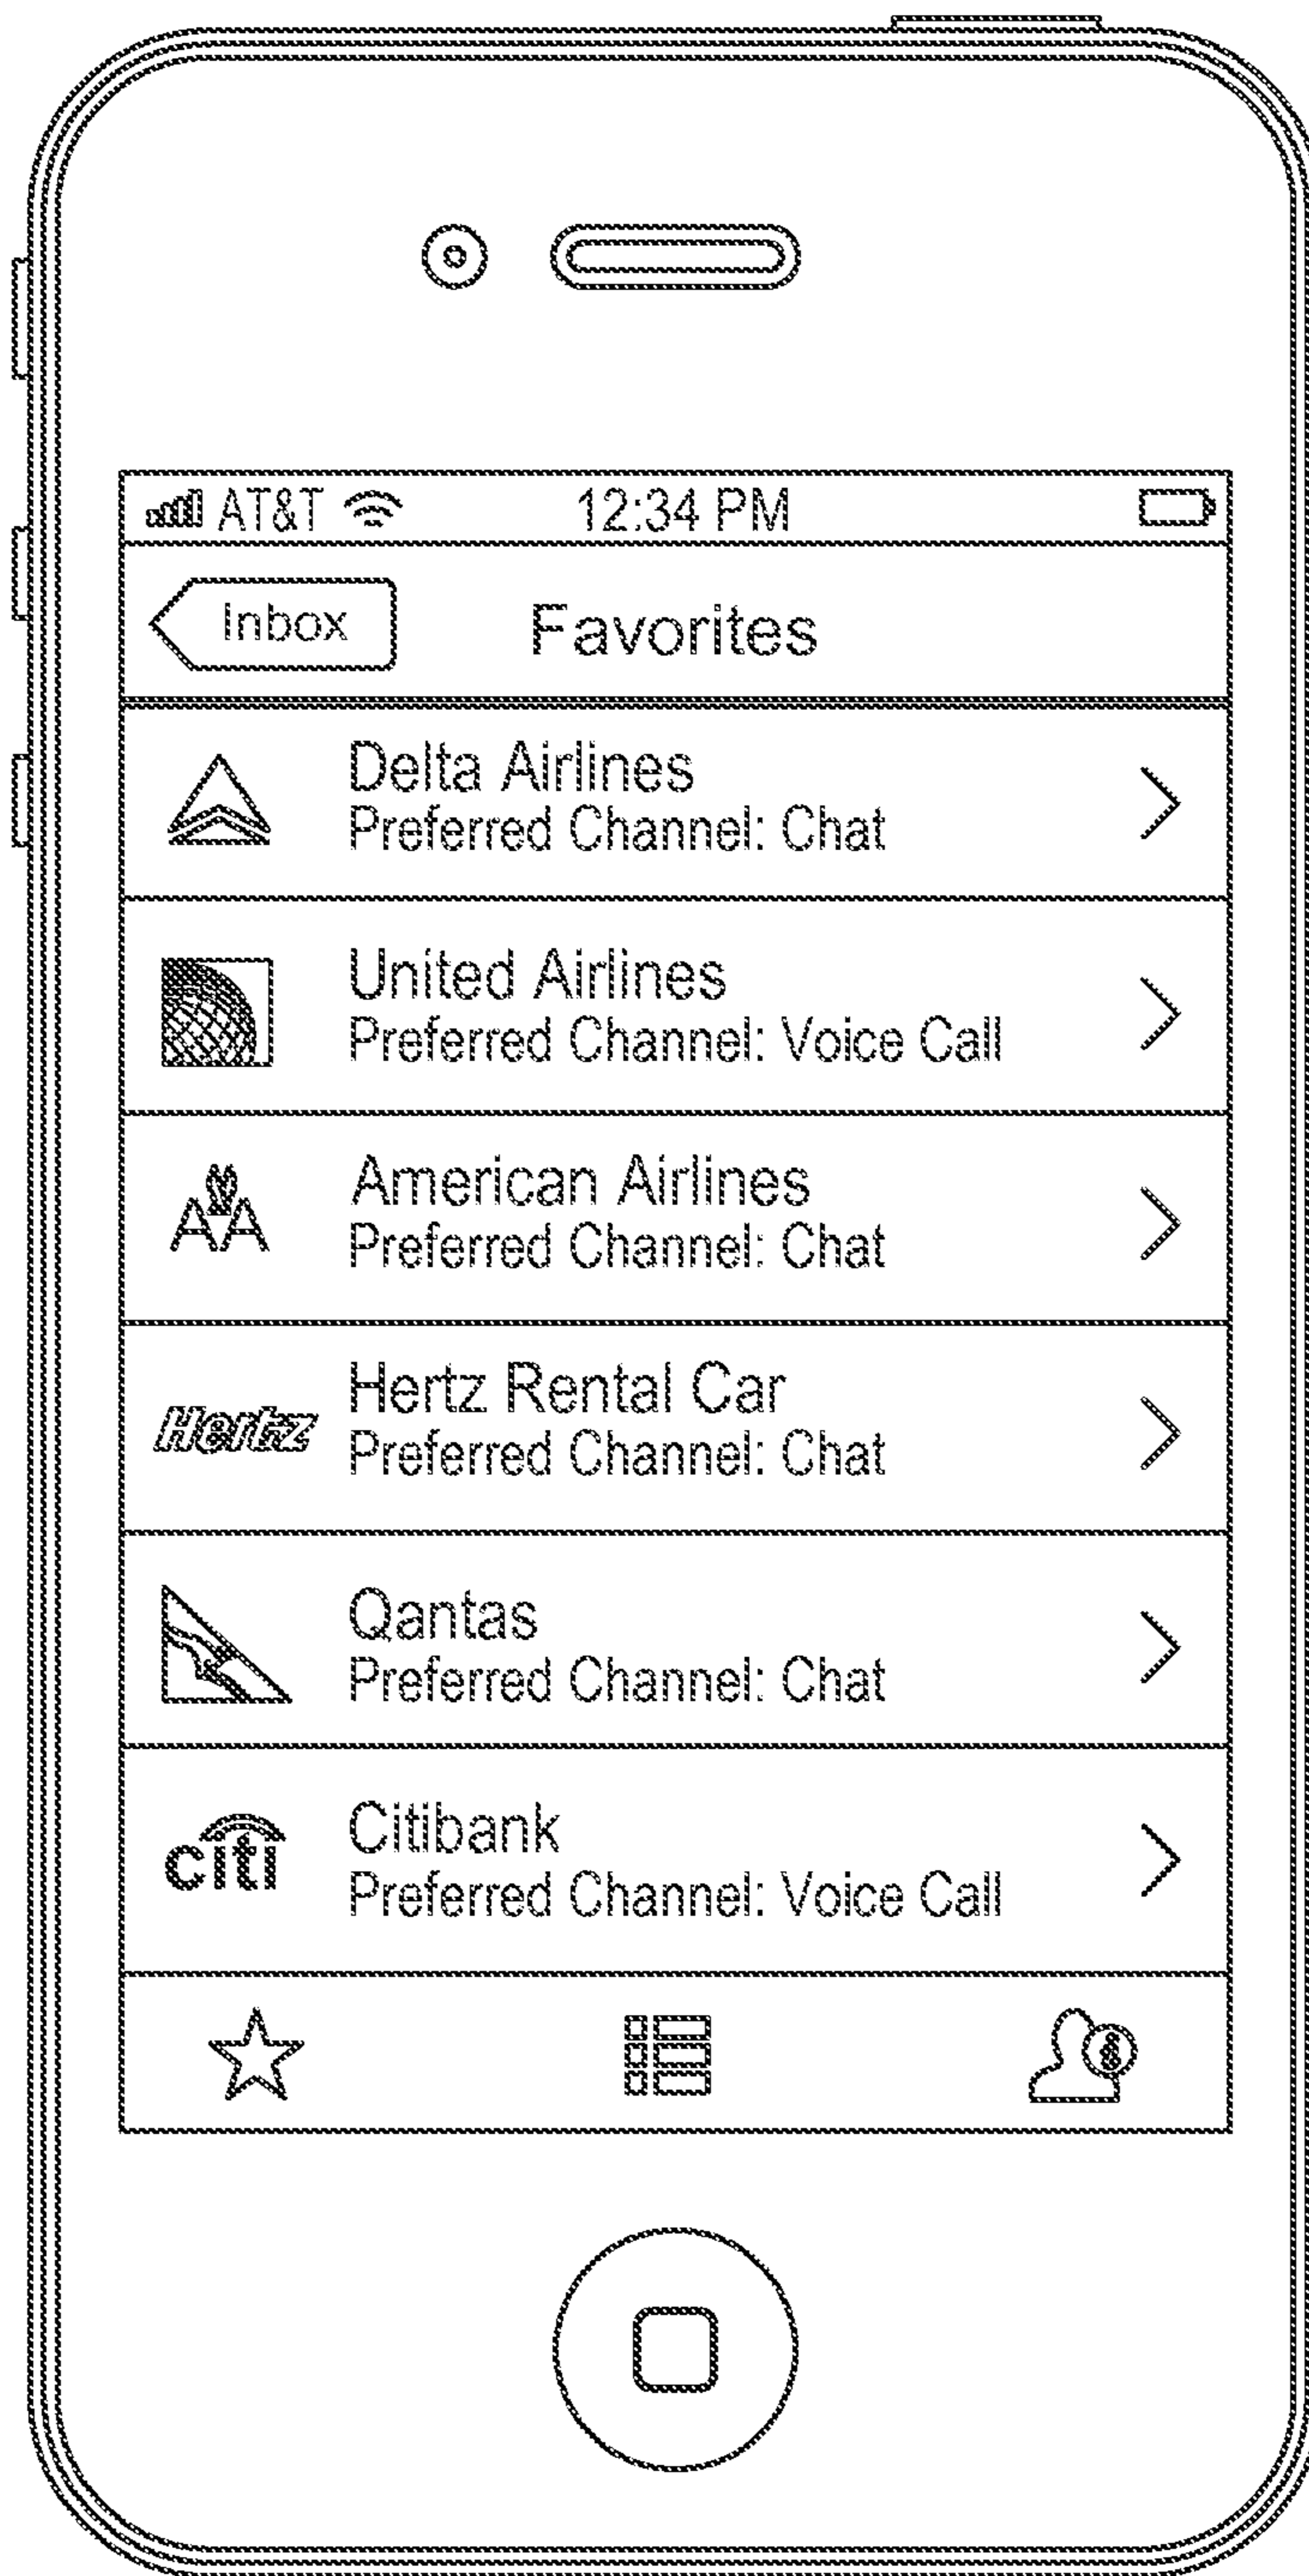 AT&T 12:34 PM
Inbox Favorites
Delta Airlines
Preferred Channel: Chat
United Airlines
Preferred Channel: Voice Call
AA
American Airlines
Preferred Channel: Chat
Hertz
Hertz Rental Car
Preferred Channel: Chat
Qantas
Preferred Channel: Chat
citi
Citibank
Preferred Channel: Voice Call